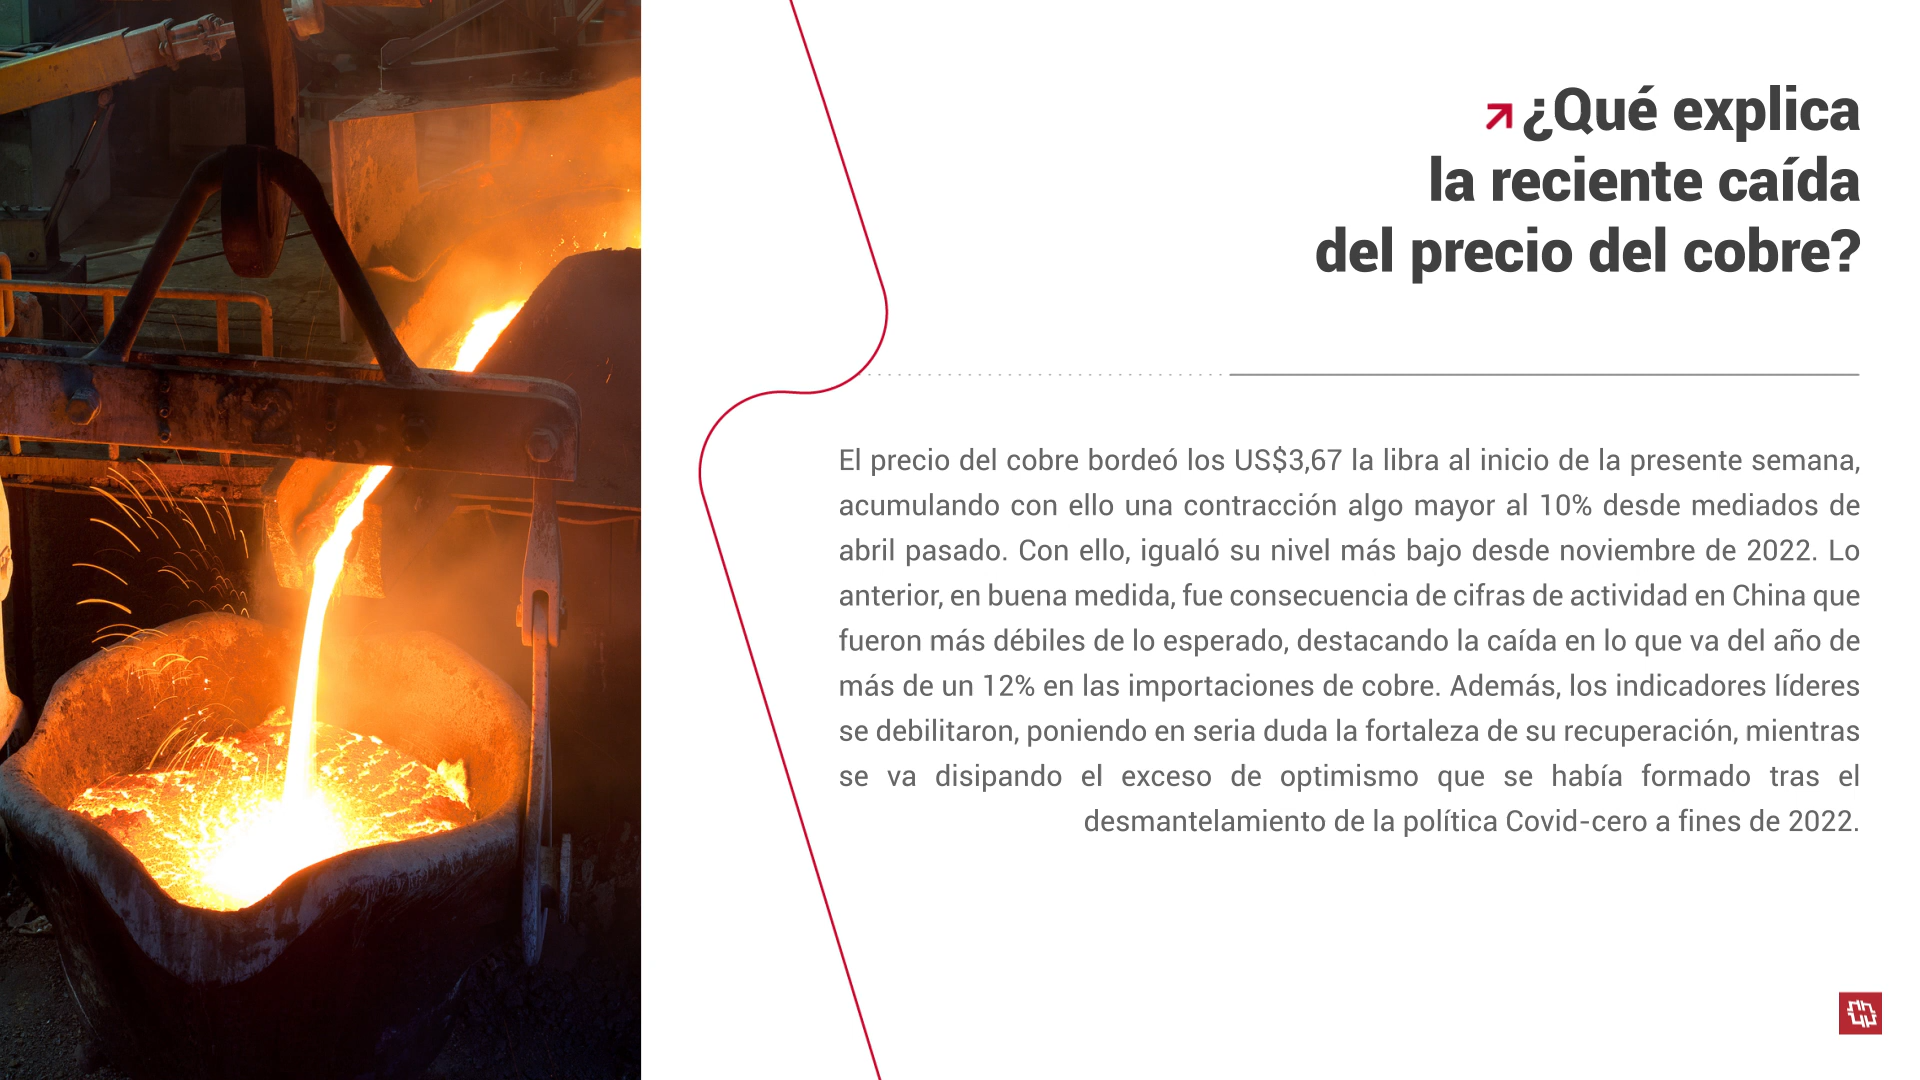 ¿Qué explica
la reciente caída
del precio del cobre?
El precio del cobre bordeó los US$3,67 la libra al inicio de la presente semana,
acumulando con ello una contracción algo mayor al 10% desde mediados de
abril pasado. Con ello, igualó su nivel más bajo desde noviembre de 2022. Lo
anterior, en buena medida, fue consecuencia de cifras de actividad en China que
fueron más débiles de lo esperado, destacando la caída en lo que va del año de
más de un 12% en las importaciones de cobre. Además, los indicadores líderes
se debilitaron, poniendo en seria duda la fortaleza de su recuperación, mientras
se va disipando el exceso de optimismo que se había formado tras el
desmantelamiento de la política Covid-cero a fines de 2022.